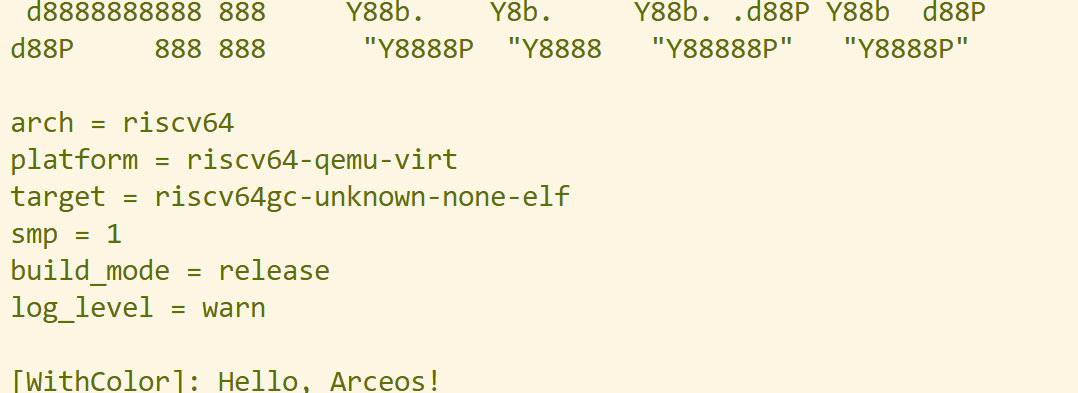 d8888888888 888     Y88b.    Y8b.     Y88b. .d88P Y88b  d88P
d88P     888 888      "Y8888P  "Y8888   "Y88888P"   "Y8888P"
arch = riscv64
platform = riscv64-qemu-virt
target = riscv64gc-unknown-none-elf
smp = 1
build_mode = release
log_level = warn
[WithColor]: Hello, Arceos!